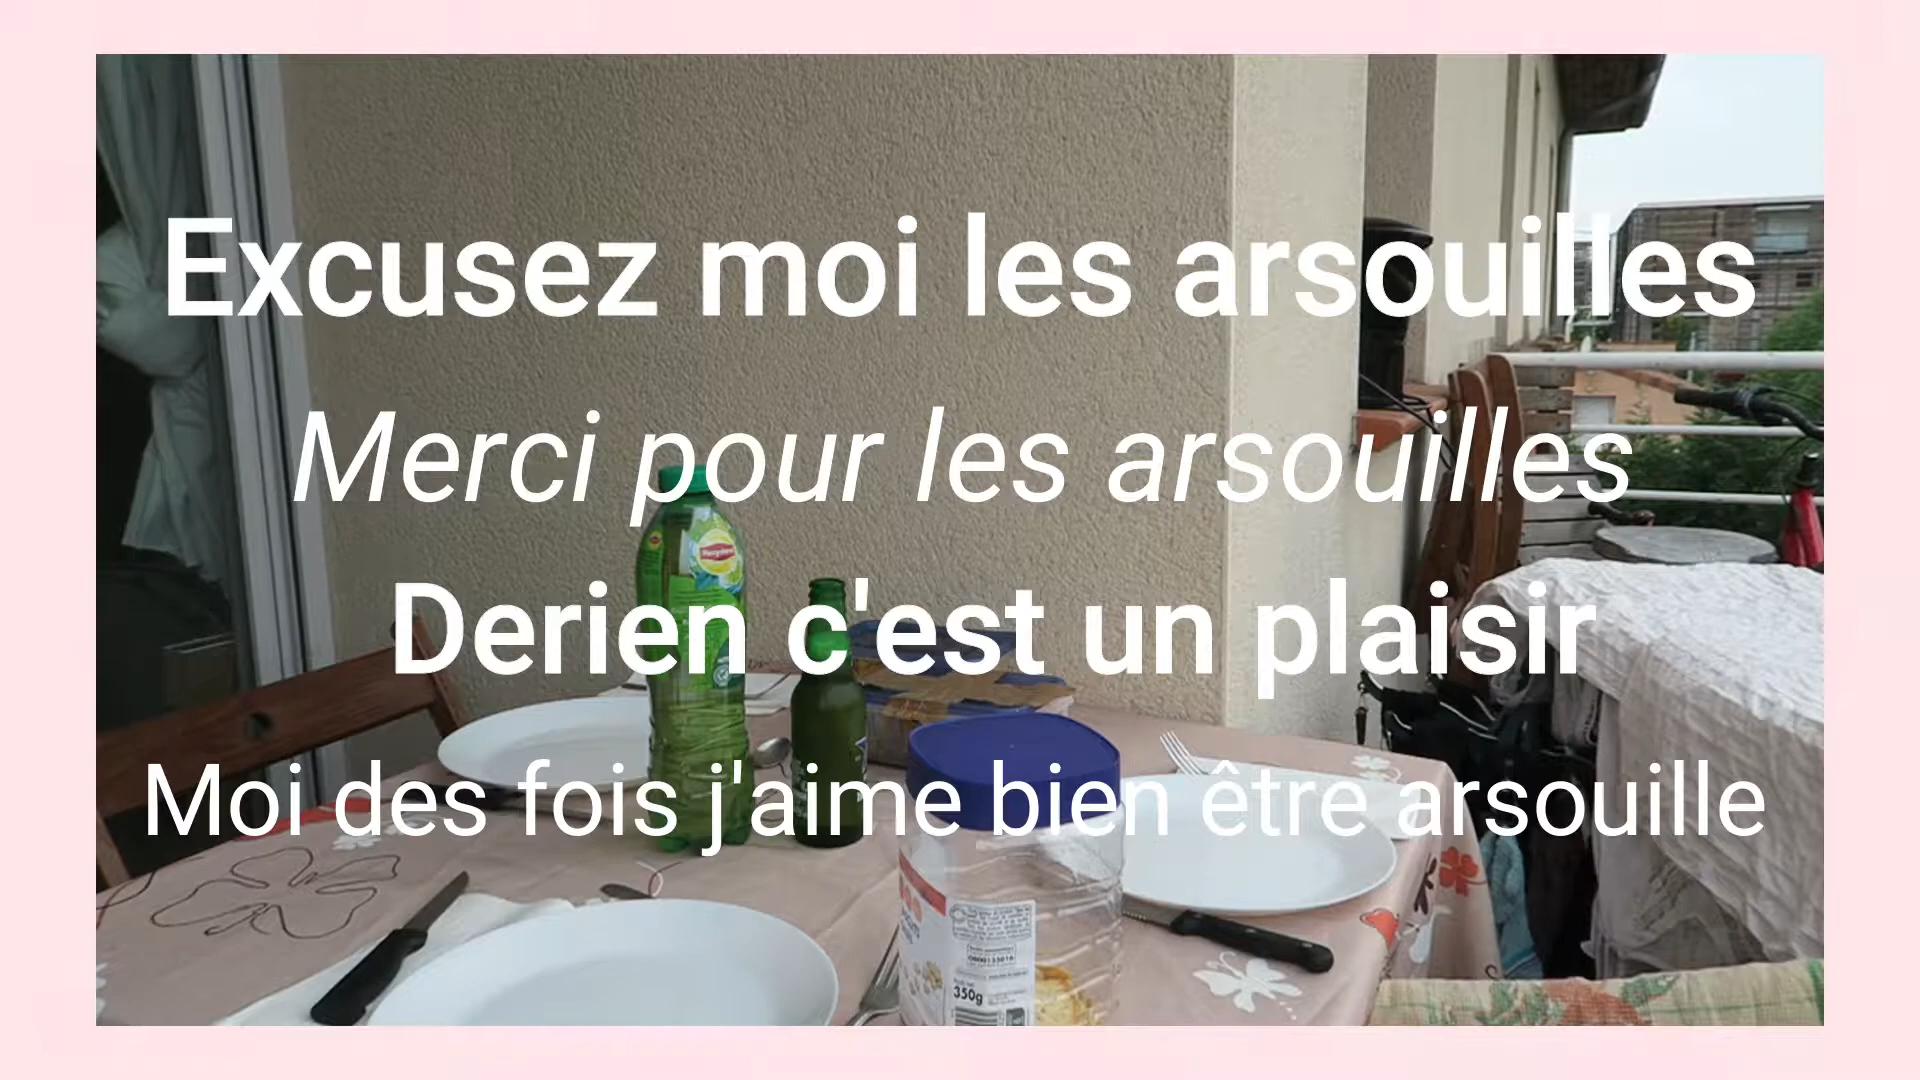 Excusez moi les arsouilles
Merci pour les arsouilles
Derien c'est un plaisir
Moi des fois j'aime bien être arsouille
350g